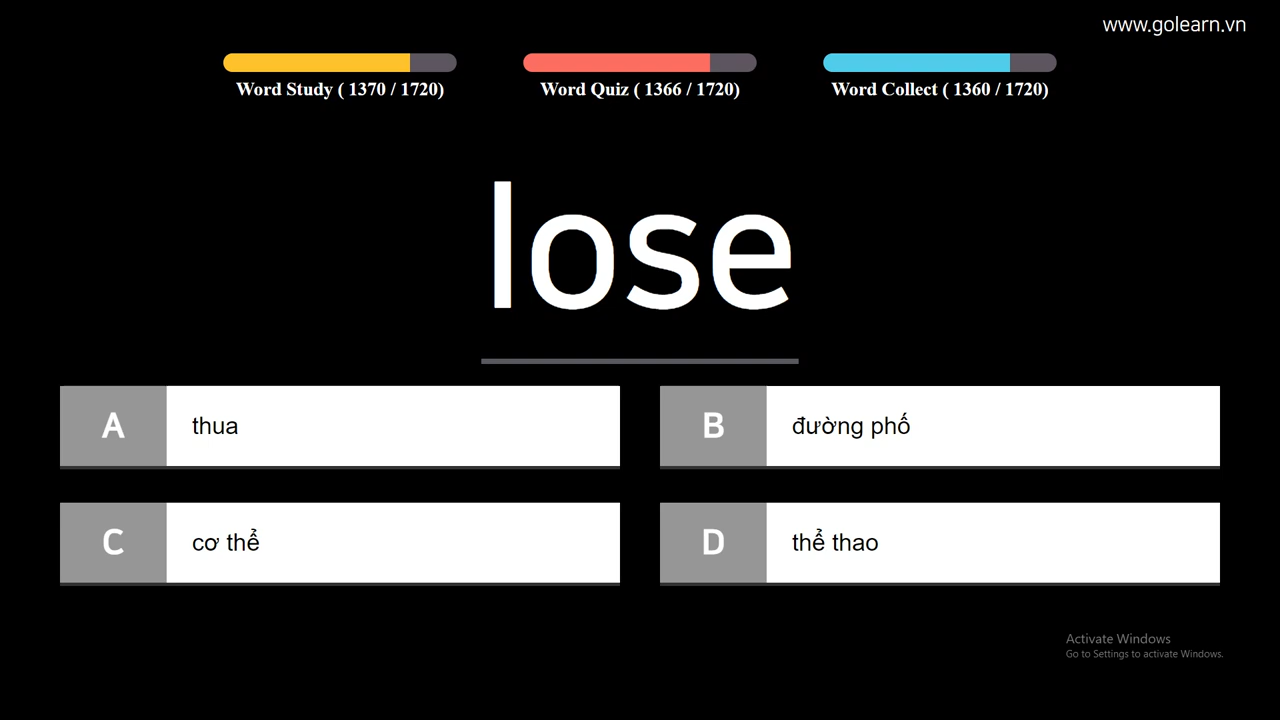 www.golearn.vn
Word Study ( 1370 / 1720)
Word Quiz ( 1366 / 1720)
Word Collect ( 1360 / 1720)
lose
A thua
B đường phố
C cơ thể
D thể thao
Activate Windows
Go to Settings to activate Windows.